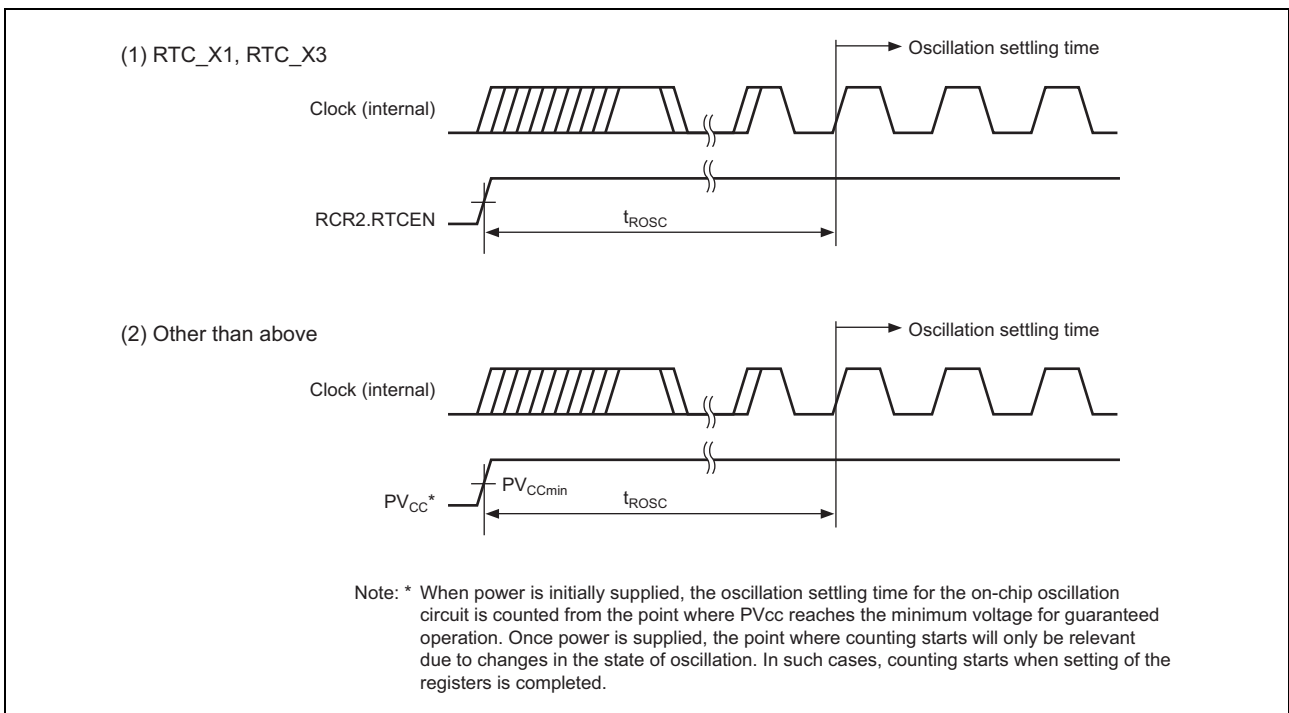 (1) RTC_X1, RTC_X3
Oscillation settling time
Clock (internal)
RCR2.RTCEN
tROSC
(2) Other than above
Oscillation settling time
Clock (internal)
PVCCmin
PVCC*
tROSC
Note: * When power is initially supplied, the oscillation settling time for the on-chip oscillation
circuit is counted from the point where PVcc reaches the minimum voltage for guaranteed
operation. Once power is supplied, the point where counting starts will only be relevant
due to changes in the state of oscillation. In such cases, counting starts when setting of the
registers is completed.